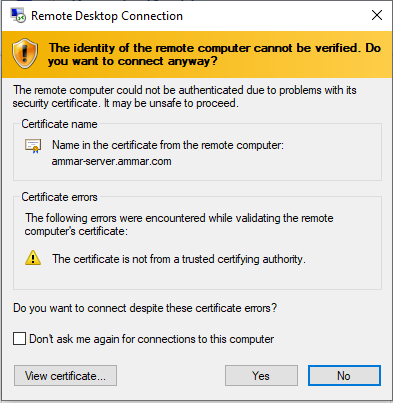 Remote Desktop Connection
The identity of the remote computer cannot be verified. Do
you want to connect anyway?
The remote computer could not be authenticated due to problems with its
security certificate. It may be unsafe to proceed.
Certificate name
Name in the certificate from the remote computer:
ammar-server.ammar.com
Certificate errors
The following errors were encountered while validating the remote
computer's certificate:
The certificate is not from a trusted certifying authority.
Do you want to connect despite these certificate errors?
Don't ask me again for connections to this computer
View certificate... Yes No